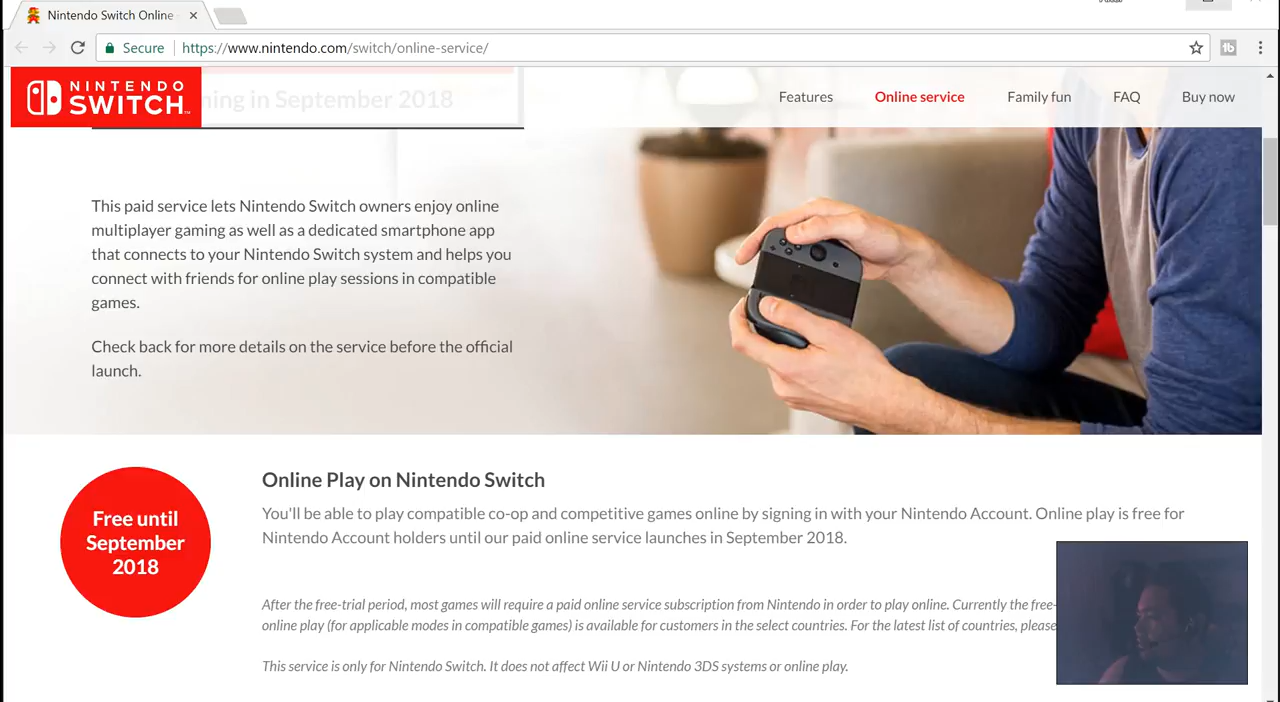 Nintendo Switch Online
Secure
https://www.nintendo.com/switch/online-service/
NINTENDO
SWITCH
in September 2018
Features
Online service
Family fun
FAQ
Buy now
This paid service lets Nintendo Switch owners enjoy online
multiplayer gaming as well as a dedicated smartphone app
that connects to your Nintendo Switch system and helps you
connect with friends for online play sessions in compatible
games.
Check back for more details on the service before the official
launch.
Free until
September
2018
Online Play on Nintendo Switch
You'll be able to play compatible co-op and competitive games online by signing in with your Nintendo Account. Online play is free for
Nintendo Account holders until our paid online service launches in September 2018.
After the free-trial period, most games will require a paid online service subscription from Nintendo in order to play online. Currently the free-
online play (for applicable modes in compatible games) is available for customers in the select countries. For the latest list of countries, please
This service is only for Nintendo Switch. It does not affect Wii U or Nintendo 3DS systems or online play.